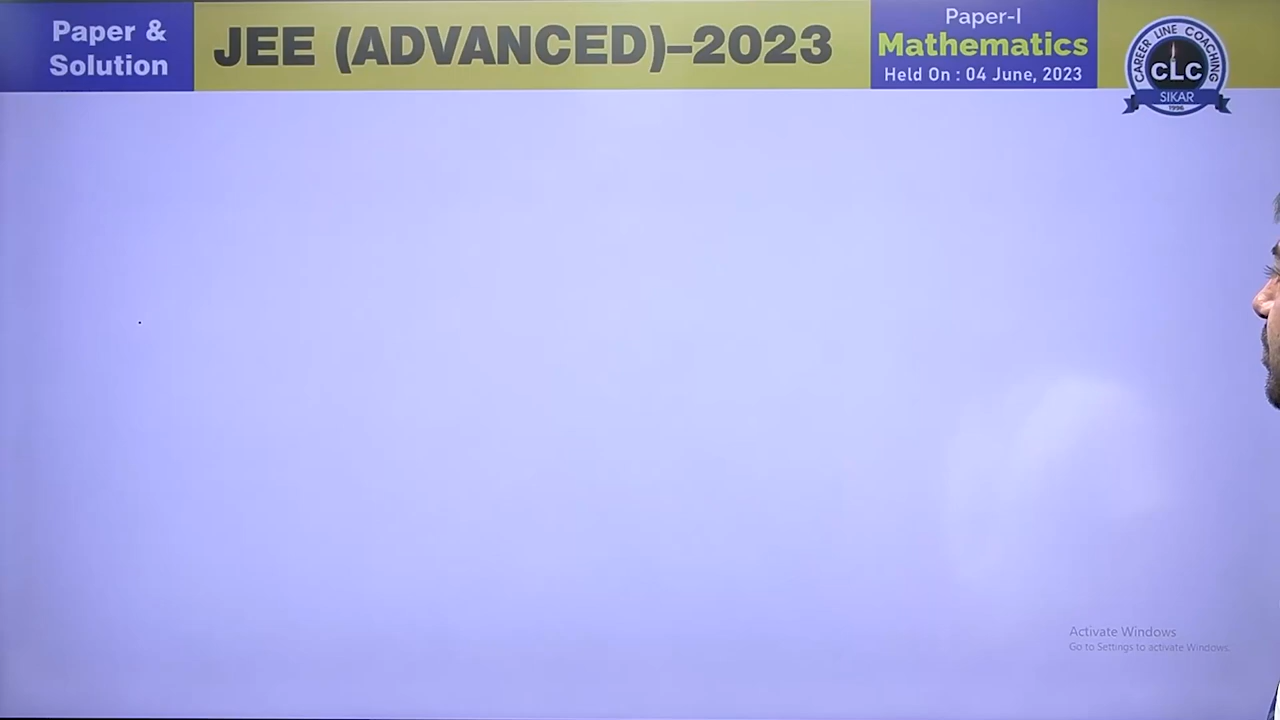 Paper &
Solution
JEE (ADVANCED)–2023
Paper-I
Mathematics
Held On : 04 June, 2023
CAREER LINE COACHING
CLC
SIKAR
1996
Activate Windows
Go to Settings to activate Windows.